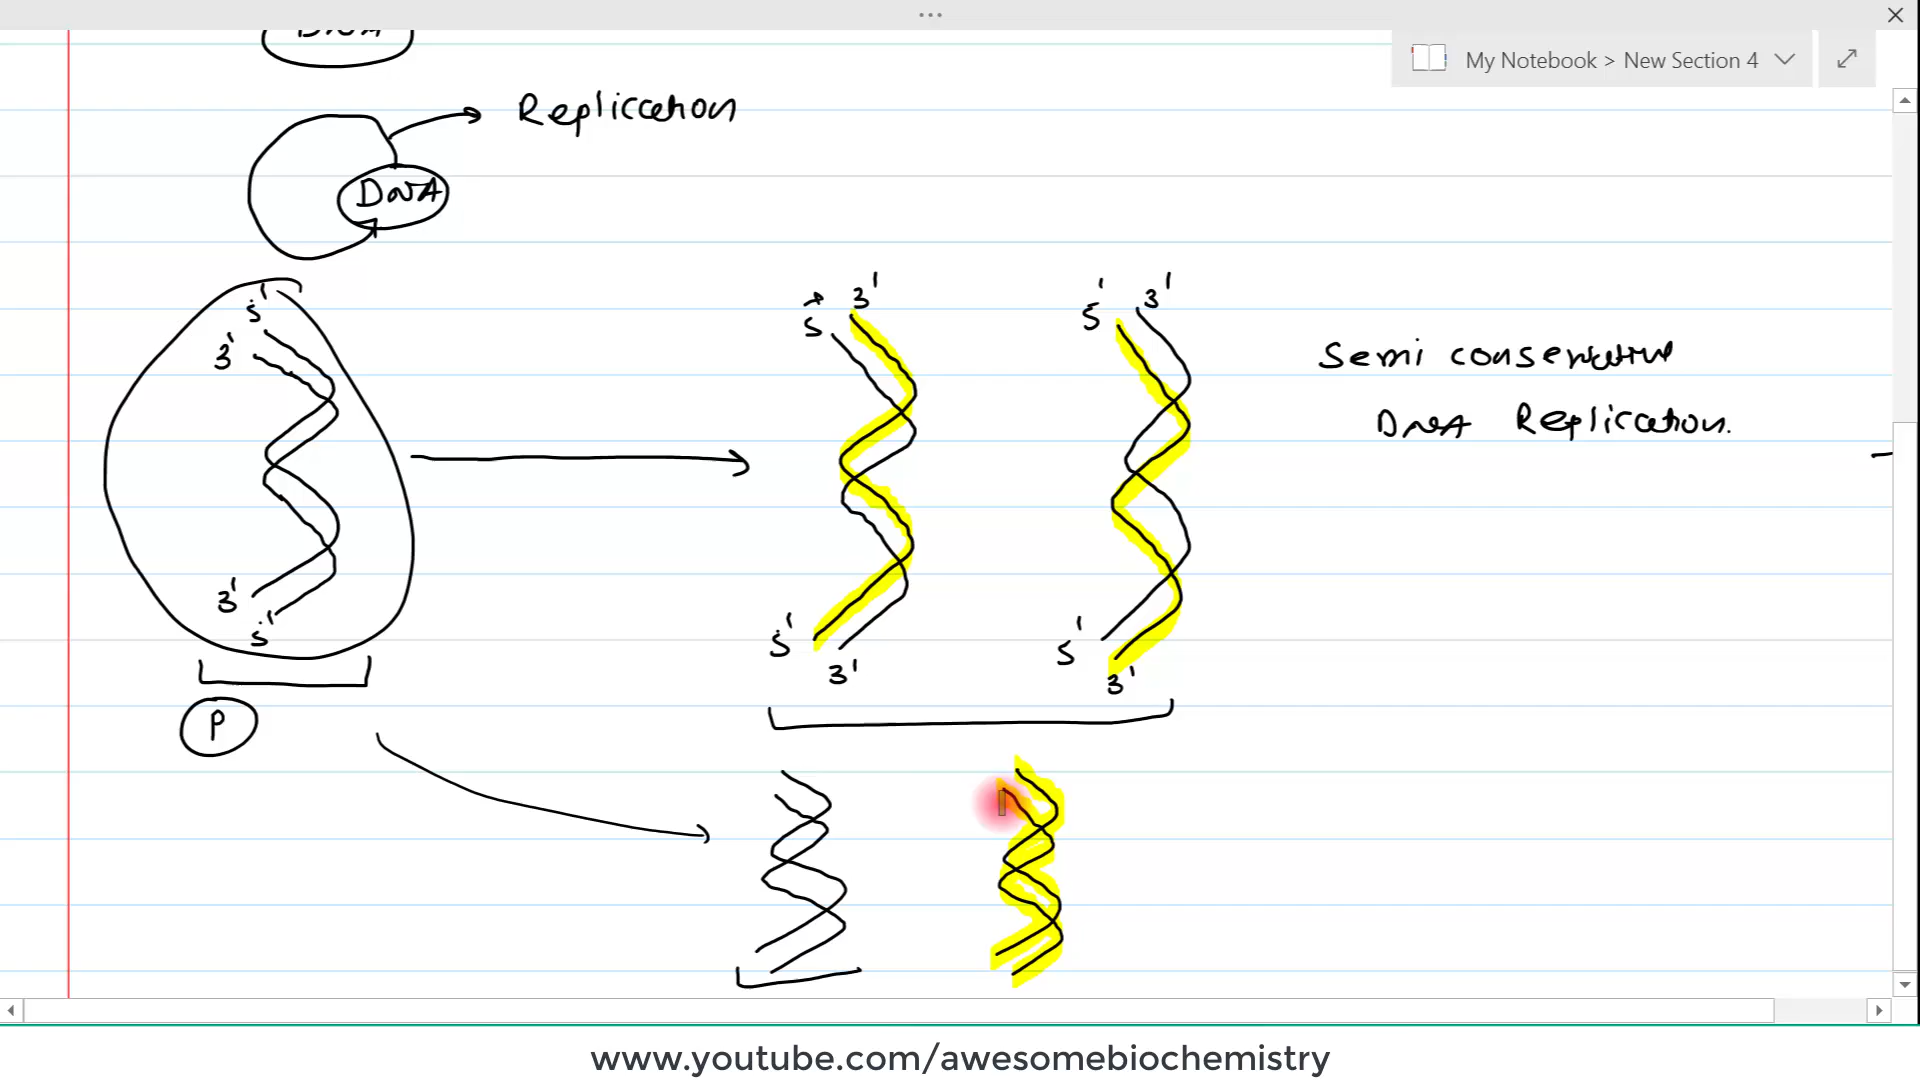 DNA
My Notebook > New Section 4
Replication
DNA
5'
3'
3'
5'
3'
5
5'
3'
5'
3'
5'
3'
Semi conservative
DNA Replication.
P
www.youtube.com/awesomebiochemistry